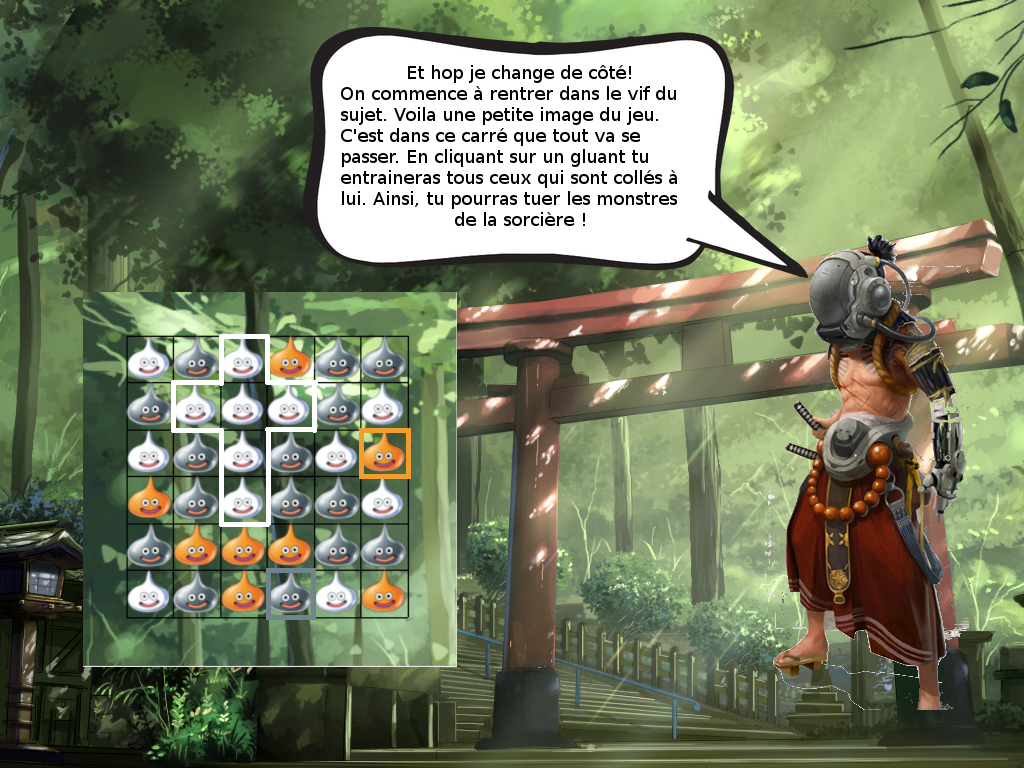 Et hop je change de côté!
On commence à rentrer dans le vif du
sujet. Voila une petite image du jeu.
C'est dans ce carré que tout va se
passer. En cliquant sur un gluant tu
entraineras tous ceux qui sont collés à
lui. Ainsi, tu pourras tuer les monstres
de la sorcière !